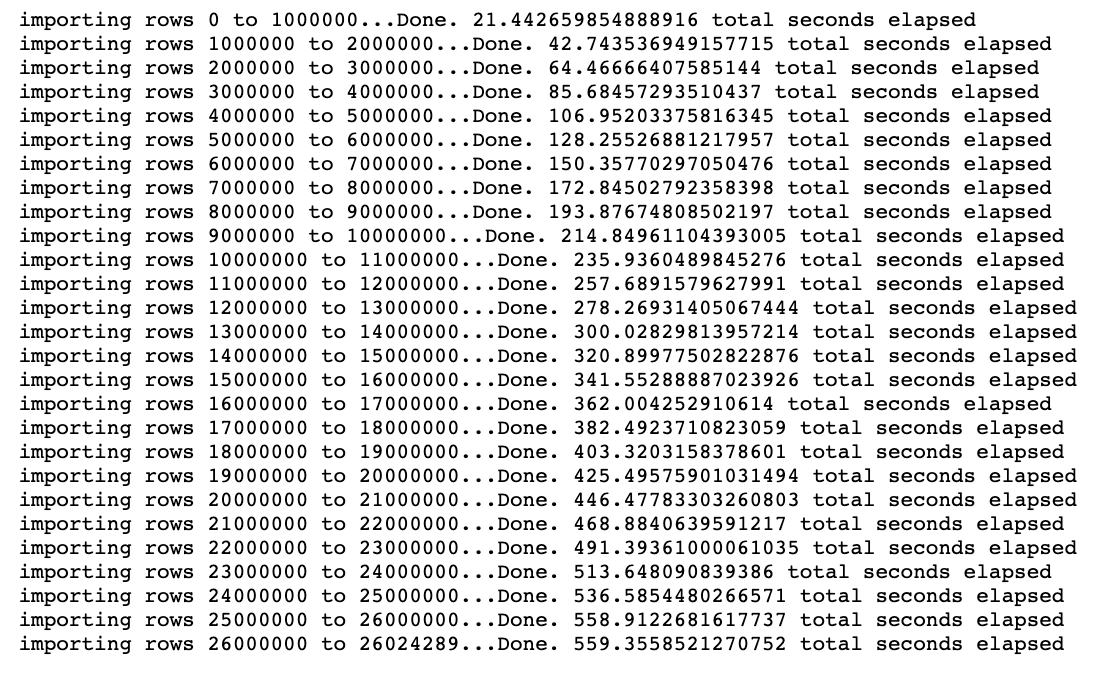 importing rows 0 to 1000000...Done. 21.442659854888916 total seconds elapsed
importing rows 1000000 to 2000000...Done. 42.743536949157715 total seconds elapsed
importing rows 2000000 to 3000000...Done. 64.46666407585144 total seconds elapsed
importing rows 3000000 to 4000000...Done. 85.68457293510437 total seconds elapsed
importing rows 4000000 to 5000000...Done. 106.95203375816345 total seconds elapsed
importing rows 5000000 to 6000000...Done. 128.25526881217957 total seconds elapsed
importing rows 6000000 to 7000000...Done. 150.35770297050476 total seconds elapsed
importing rows 7000000 to 8000000...Done. 172.84502792358398 total seconds elapsed
importing rows 8000000 to 9000000...Done. 193.87674808502197 total seconds elapsed
importing rows 9000000 to 10000000...Done. 214.84961104393005 total seconds elapsed
importing rows 10000000 to 11000000...Done. 235.9360489845276 total seconds elapsed
importing rows 11000000 to 12000000...Done. 257.6891579627991 total seconds elapsed
importing rows 12000000 to 13000000...Done. 278.26931405067444 total seconds elapsed
importing rows 13000000 to 14000000...Done. 300.02829813957214 total seconds elapsed
importing rows 14000000 to 15000000...Done. 320.89977502822876 total seconds elapsed
importing rows 15000000 to 16000000...Done. 341.55288887023926 total seconds elapsed
importing rows 16000000 to 17000000...Done. 362.004252910614 total seconds elapsed
importing rows 17000000 to 18000000...Done. 382.4923710823059 total seconds elapsed
importing rows 18000000 to 19000000...Done. 403.3203158378601 total seconds elapsed
importing rows 19000000 to 20000000...Done. 425.49575901031494 total seconds elapsed
importing rows 20000000 to 21000000...Done. 446.47783303260803 total seconds elapsed
importing rows 21000000 to 22000000...Done. 468.8840639591217 total seconds elapsed
importing rows 22000000 to 23000000...Done. 491.39361000061035 total seconds elapsed
importing rows 23000000 to 24000000...Done. 513.648090839386 total seconds elapsed
importing rows 24000000 to 25000000...Done. 536.5854480266571 total seconds elapsed
importing rows 25000000 to 26000000...Done. 558.9122681617737 total seconds elapsed
importing rows 26000000 to 26024289...Done. 559.3558521270752 total seconds elapsed